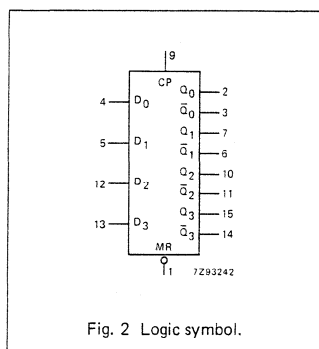 9
CP
4 D0 Q0 2
Q̅0 3
5 D1 Q1 7
Q̅1 6
12 D2 Q2 10
Q̅2 11
13 D3 Q3 15
Q̅3 14
MR
1 7Z93242
Fig. 2 Logic symbol.